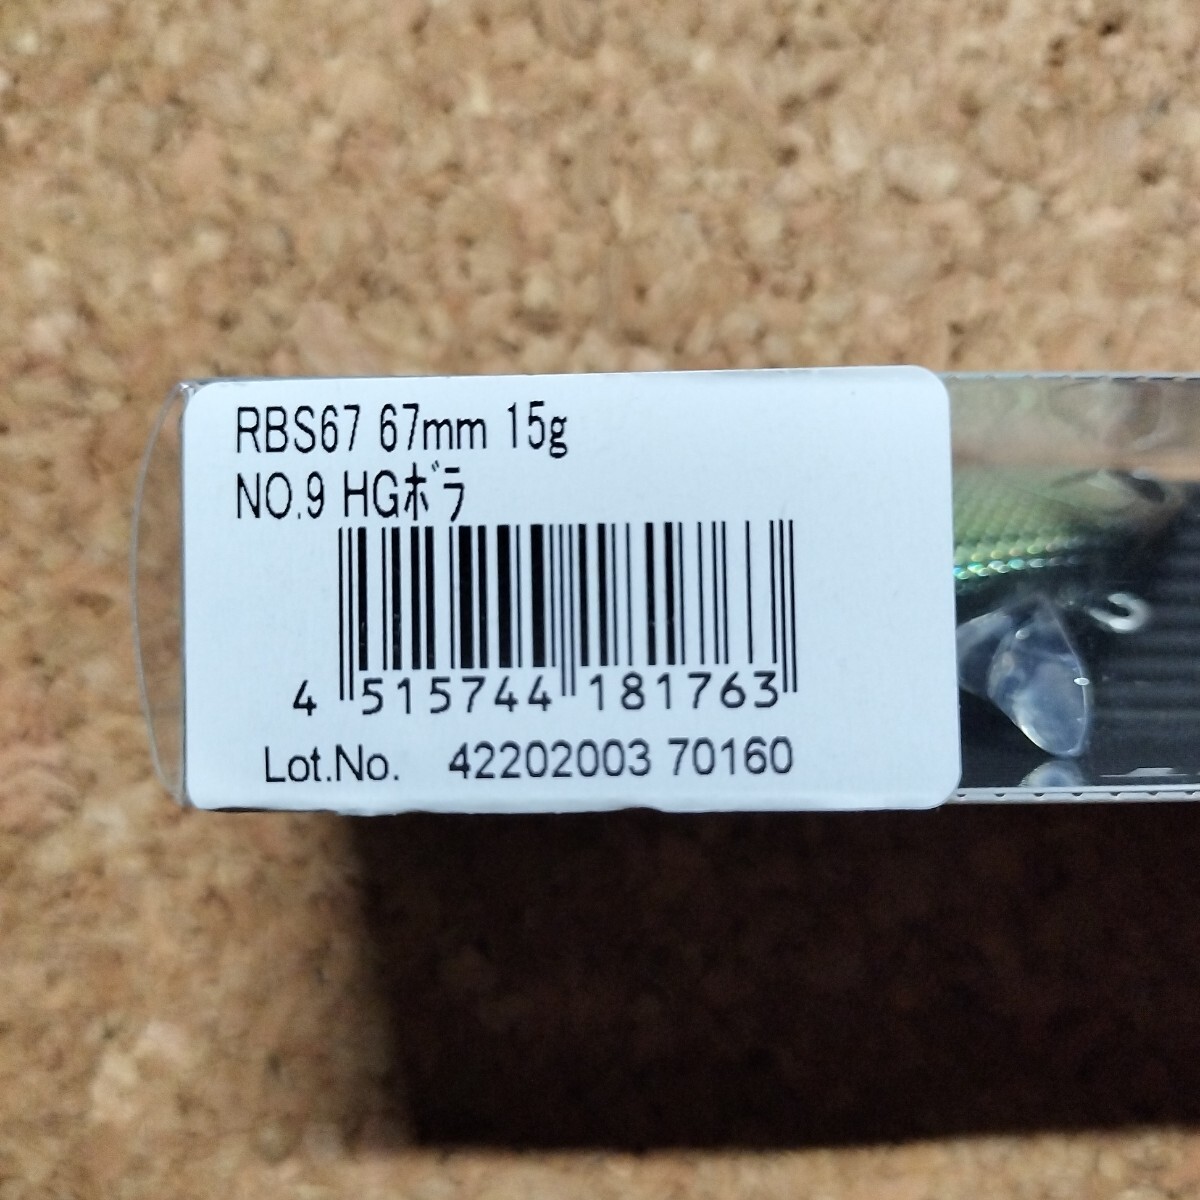 RBS67 67mm 15g
NO.9 HGﾎﾞﾗ
4 515744 181763
Lot.No. 42202003 70160